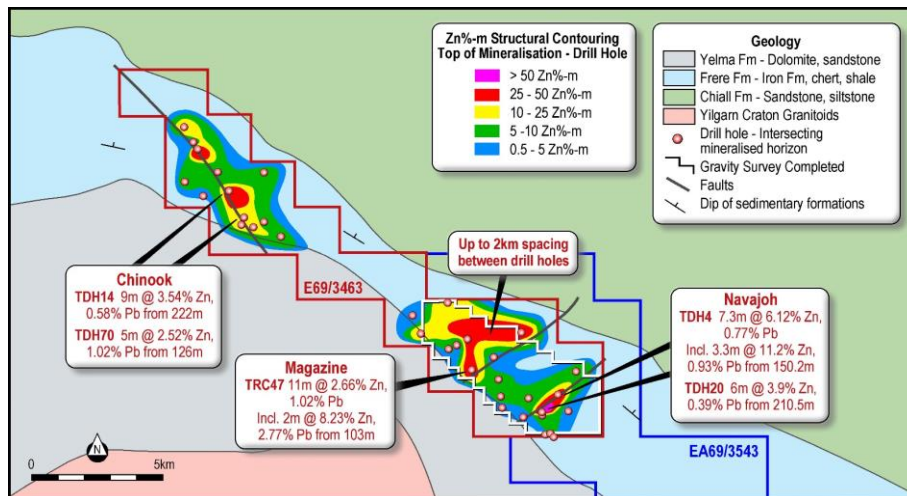 Zn%-m Structural Contouring
Top of Mineralisation - Drill Hole
> 50 Zn%-m
25 - 50 Zn%-m
10 - 25 Zn%-m
5 -10 Zn%-m
0.5 - 5 Zn%-m
Geology
Yelma Fm - Dolomite, sandstone
Frere Fm - Iron Fm, chert, shale
Chiall Fm - Sandstone, siltstone
Yilgarn Craton Granitoids
Drill hole - Intersecting
mineralised horizon
Gravity Survey Completed
Faults
Dip of sedimentary formations
Up to 2km spacing
between drill holes
Chinook
TDH14 9m @ 3.54% Zn,
0.58% Pb from 222m
TDH70 5m @ 2.52% Zn,
1.02% Pb from 126m
E69/3463
Navajoh
TDH4 7.3m @ 6.12% Zn,
0.77% Pb
Incl. 3.3m @ 11.2% Zn,
0.93% Pb from 150.2m
TDH20 6m @ 3.9% Zn,
0.39% Pb from 210.5m
Magazine
TRC47 11m @ 2.66% Zn,
1.02% Pb
Incl. 2m @ 8.23% Zn,
2.77% Pb from 103m
EA69/3543
N
0 5km